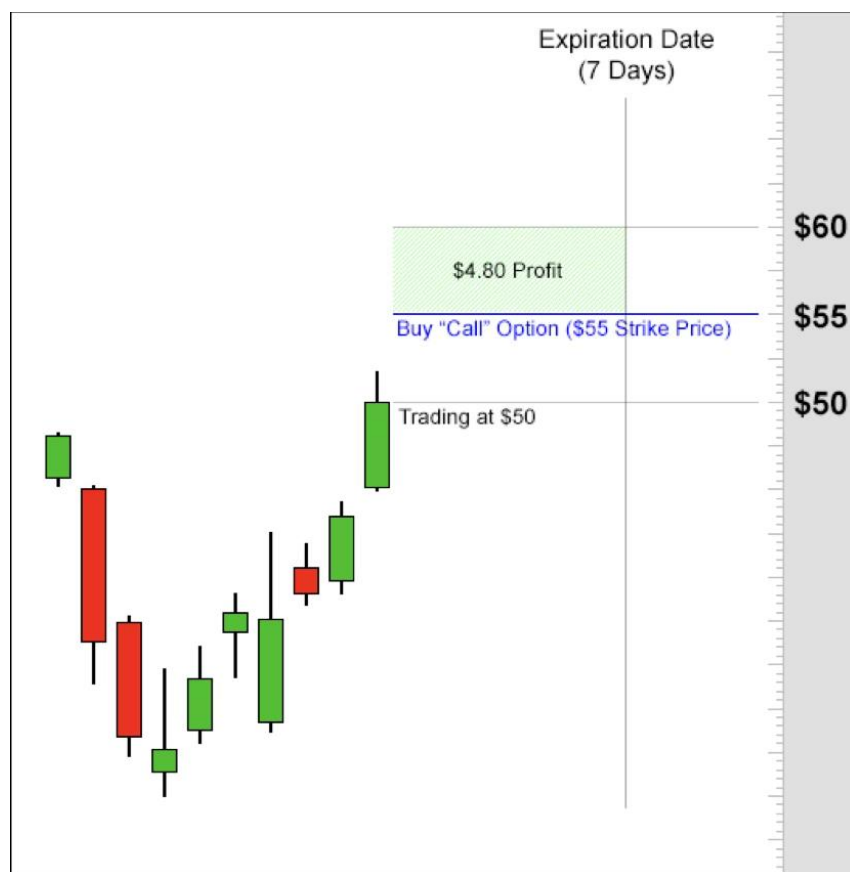 Expiration Date
(7 Days)
$60
$4.80 Profit
$55
Buy “Call” Option ($55 Strike Price)
$50
Trading at $50